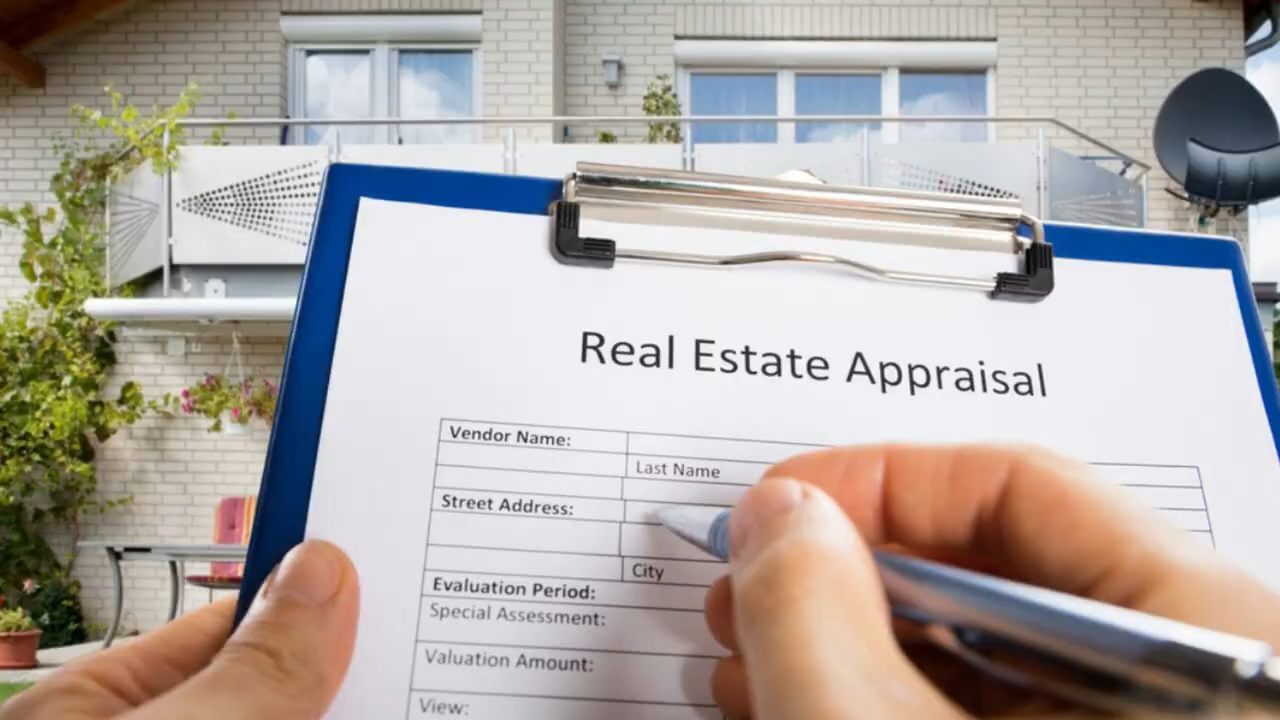 Real Estate Appraisal
Vendor Name:
Last Name
Street Address:
City
Evaluation Period:
Special Assessment:
Valuation Amount:
View: